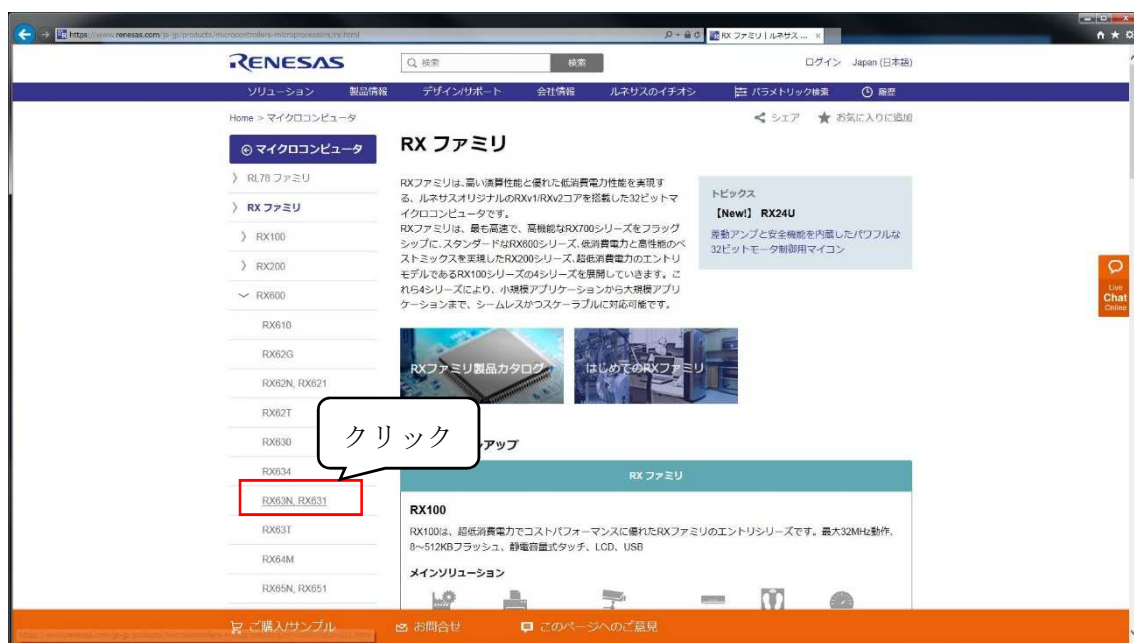 https://www.renesas.com/ja-jp/products/microcontrollers-microprocessors/rx.html
RX ファミリ | ルネサス ...
RENESAS
検索
検索
ログイン Japan (日本語)
ソリューション 製品情報 デザイン/サポート 会社情報 ルネサスのイチオシ パラメトリック検索 履歴
Home > マイクロコンピュータ
シェア お気に入りに追加
マイクロコンピュータ
RL78 ファミリ
RX ファミリ
RX100
RX200
RX600
RX610
RX62G
RX62N, RX621
RX62T
RX630
RX634
RX63N, RX631
RX63T
RX64M
RX65N, RX651
クリック
RX ファミリ
RXファミリは、高い演算性能と優れた低消費電力性能を実現す
る、ルネサスオリジナルのRXv1/RXv2コアを搭載した32ビットマ
イクロコンピュータです。
RXファミリは、最も高速で、高機能なRX700シリーズをフラッグ
シップに、スタンダードなRX600シリーズ、低消費電力と高性能のベ
ストミックスを実現したRX200シリーズ、超低消費電力のエントリ
モデルであるRX100シリーズの4シリーズを展開していきます。こ
れら4シリーズにより、小規模アプリケーションから大規模アプリ
ケーションまで、シームレスかつスケーラブルに対応可能です。
トピックス
【New!】 RX24U
差動アンプと安全機能を内蔵したパワフルな
32ビットモータ制御用マイコン
RXファミリ製品カタログ
はじめてのRXファミリ
アップ
RX ファミリ
RX100
RX100は、超低消費電力でコストパフォーマンスに優れたRXファミリのエントリシリーズです。最大32MHz動作、
8～512KBフラッシュ、静電容量式タッチ、LCD、USB
メインソリューション
Live
Chat
Online
ご購入/サンプル お問合せ このページへのご意見